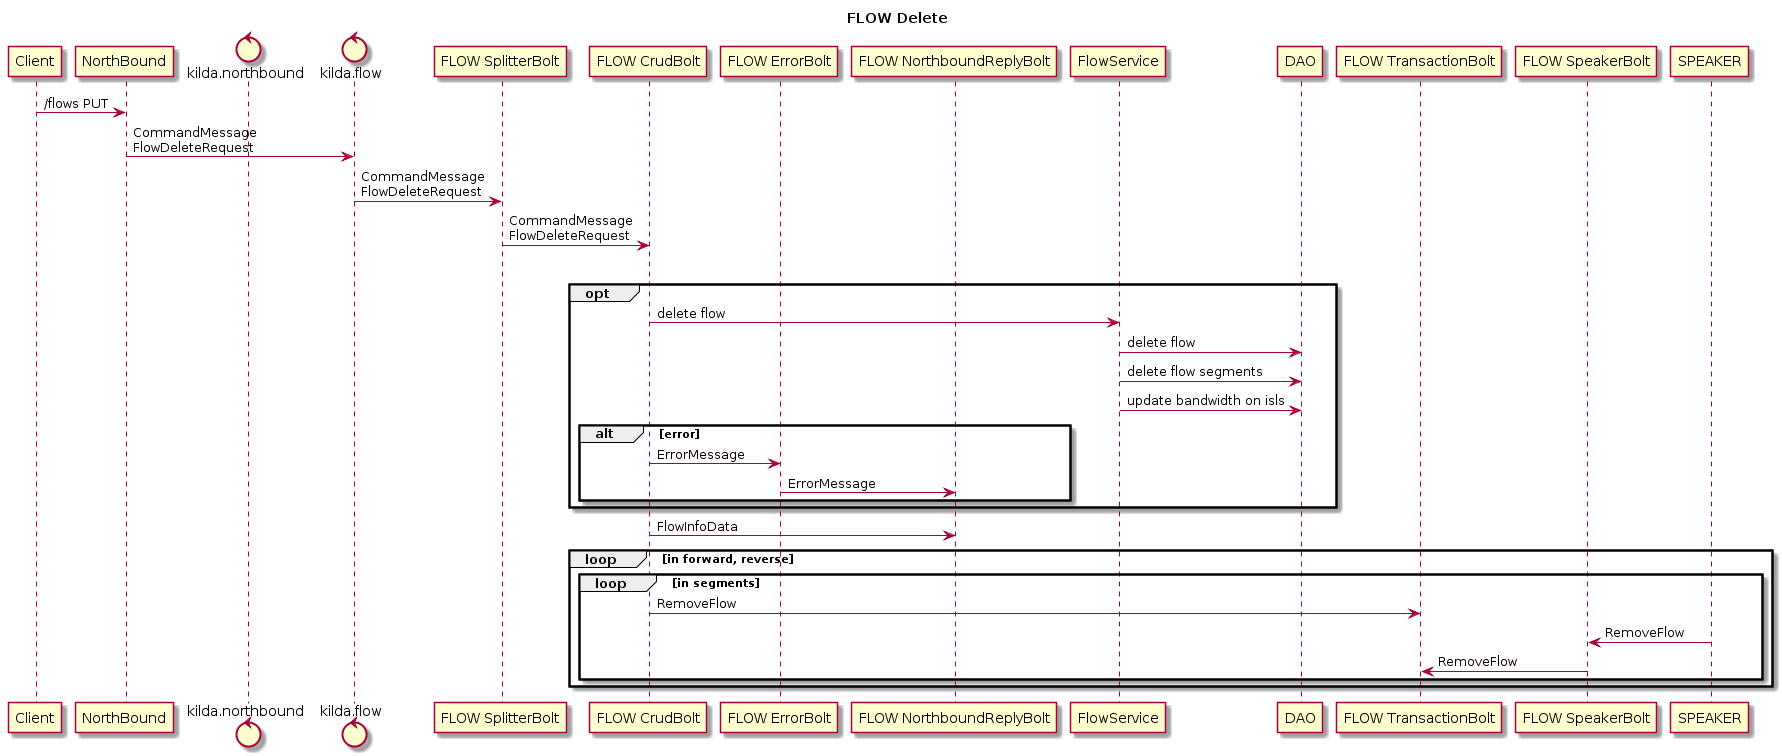 FLOW Delete
Client
NorthBound
kilda.northbound
kilda.flow
FLOW SplitterBolt
FLOW CrudBolt
FLOW ErrorBolt
FLOW NorthboundReplyBolt
FlowService
DAO
FLOW TransactionBolt
FLOW SpeakerBolt
SPEAKER
/flows PUT
CommandMessage
FlowDeleteRequest
CommandMessage
FlowDeleteRequest
CommandMessage
FlowDeleteRequest
opt
delete flow
delete flow
delete flow segments
update bandwidth on isls
alt [error]
ErrorMessage
ErrorMessage
FlowInfoData
loop [in forward, reverse]
loop [in segments]
RemoveFlow
RemoveFlow
RemoveFlow
Client
NorthBound
kilda.northbound
kilda.flow
FLOW SplitterBolt
FLOW CrudBolt
FLOW ErrorBolt
FLOW NorthboundReplyBolt
FlowService
DAO
FLOW TransactionBolt
FLOW SpeakerBolt
SPEAKER